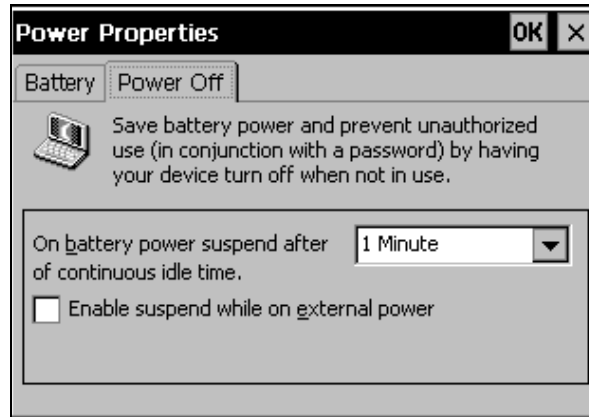 Power Properties OK ×
Battery Power Off
Save battery power and prevent unauthorized
use (in conjunction with a password) by having
your device turn off when not in use.
On battery power suspend after 1 Minute
of continuous idle time.
Enable suspend while on external power